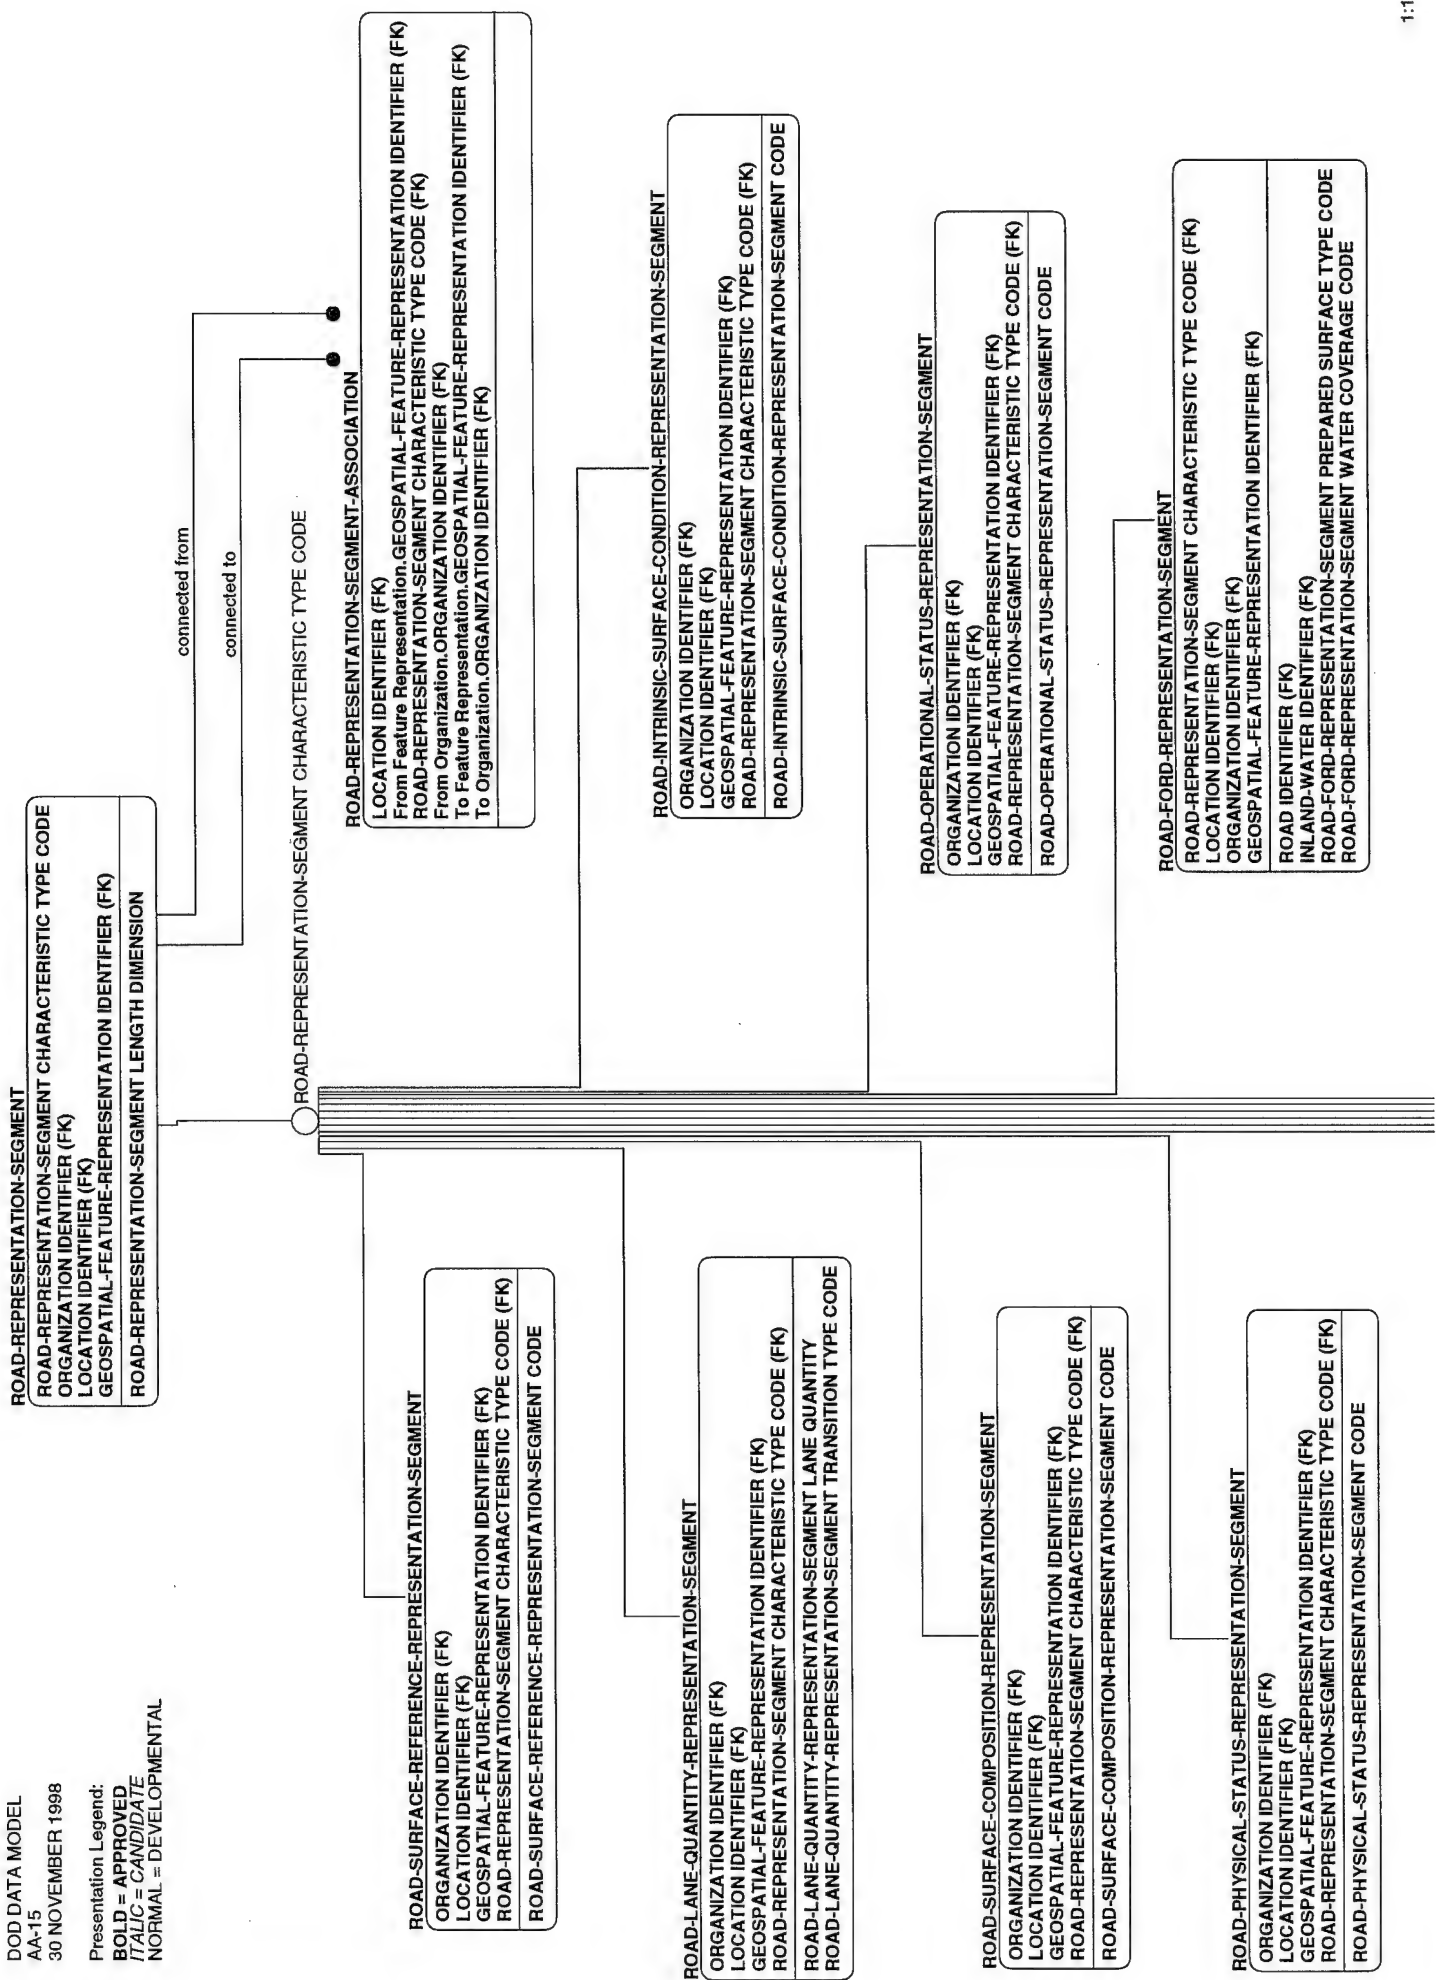 DOD DATA MODEL
AA-15
30 NOVEMBER 1998
Presentation Legend:
BOLD = APPROVED
ITALIC = CANDIDATE
NORMAL = DEVELOPMENTAL
ROAD-REPRESENTATION-SEGMENT
ROAD-REPRESENTATION-SEGMENT CHARACTERISTIC TYPE CODE
ORGANIZATION IDENTIFIER (FK)
LOCATION IDENTIFIER (FK)
GEOSPATIAL-FEATURE-REPRESENTATION IDENTIFIER (FK)
ROAD-REPRESENTATION-SEGMENT LENGTH DIMENSION
connected from
connected to
ROAD-REPRESENTATION-SEGMENT CHARACTERISTIC TYPE CODE
ROAD-REPRESENTATION-SEGMENT-ASSOCIATION
LOCATION IDENTIFIER (FK)
From Feature Representation.GEOSPATIAL-FEATURE-REPRESENTATION IDENTIFIER (FK)
ROAD-REPRESENTATION-SEGMENT CHARACTERISTIC TYPE CODE (FK)
From Organization.ORGANIZATION IDENTIFIER (FK)
To Feature Representation.GEOSPATIAL-FEATURE-REPRESENTATION IDENTIFIER (FK)
To Organization.ORGANIZATION IDENTIFIER (FK)
ROAD-SURFACE-REFERENCE-REPRESENTATION-SEGMENT
ORGANIZATION IDENTIFIER (FK)
LOCATION IDENTIFIER (FK)
GEOSPATIAL-FEATURE-REPRESENTATION IDENTIFIER (FK)
ROAD-REPRESENTATION-SEGMENT CHARACTERISTIC TYPE CODE (FK)
ROAD-SURFACE-REFERENCE-REPRESENTATION-SEGMENT CODE
ROAD-INTRINSIC-SURFACE-CONDITION-REPRESENTATION-SEGMENT
ORGANIZATION IDENTIFIER (FK)
LOCATION IDENTIFIER (FK)
GEOSPATIAL-FEATURE-REPRESENTATION IDENTIFIER (FK)
ROAD-REPRESENTATION-SEGMENT CHARACTERISTIC TYPE CODE (FK)
ROAD-INTRINSIC-SURFACE-CONDITION-REPRESENTATION-SEGMENT CODE
ROAD-LANE-QUANTITY-REPRESENTATION-SEGMENT
ORGANIZATION IDENTIFIER (FK)
LOCATION IDENTIFIER (FK)
GEOSPATIAL-FEATURE-REPRESENTATION IDENTIFIER (FK)
ROAD-REPRESENTATION-SEGMENT CHARACTERISTIC TYPE CODE (FK)
ROAD-LANE-QUANTITY-REPRESENTATION-SEGMENT LANE QUANTITY
ROAD-LANE-QUANTITY-REPRESENTATION-SEGMENT TRANSITION TYPE CODE
ROAD-OPERATIONAL-STATUS-REPRESENTATION-SEGMENT
ORGANIZATION IDENTIFIER (FK)
LOCATION IDENTIFIER (FK)
GEOSPATIAL-FEATURE-REPRESENTATION IDENTIFIER (FK)
ROAD-REPRESENTATION-SEGMENT CHARACTERISTIC TYPE CODE (FK)
ROAD-OPERATIONAL-STATUS-REPRESENTATION-SEGMENT CODE
ROAD-SURFACE-COMPOSITION-REPRESENTATION-SEGMENT
ORGANIZATION IDENTIFIER (FK)
LOCATION IDENTIFIER (FK)
GEOSPATIAL-FEATURE-REPRESENTATION IDENTIFIER (FK)
ROAD-REPRESENTATION-SEGMENT CHARACTERISTIC TYPE CODE (FK)
ROAD-SURFACE-COMPOSITION-REPRESENTATION-SEGMENT CODE
ROAD-FORD-REPRESENTATION-SEGMENT
ROAD-REPRESENTATION-SEGMENT CHARACTERISTIC TYPE CODE (FK)
LOCATION IDENTIFIER (FK)
ORGANIZATION IDENTIFIER (FK)
GEOSPATIAL-FEATURE-REPRESENTATION IDENTIFIER (FK)
ROAD IDENTIFIER (FK)
INLAND-WATER IDENTIFIER (FK)
ROAD-FORD-REPRESENTATION-SEGMENT PREPARED SURFACE TYPE CODE
ROAD-FORD-REPRESENTATION-SEGMENT WATER COVERAGE CODE
ROAD-PHYSICAL-STATUS-REPRESENTATION-SEGMENT
ORGANIZATION IDENTIFIER (FK)
LOCATION IDENTIFIER (FK)
GEOSPATIAL-FEATURE-REPRESENTATION IDENTIFIER (FK)
ROAD-REPRESENTATION-SEGMENT CHARACTERISTIC TYPE CODE (FK)
ROAD-PHYSICAL-STATUS-REPRESENTATION-SEGMENT CODE
1:1